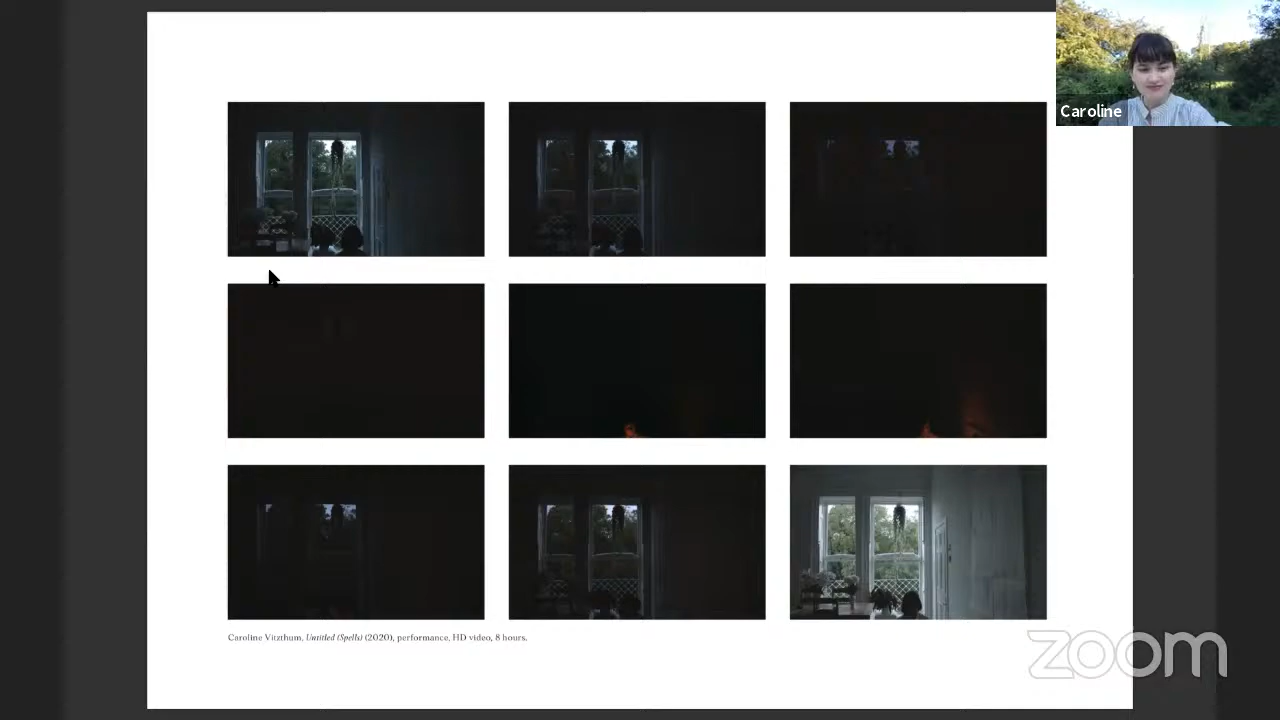 Caroline
Caroline Vitzthum, Untitled (Spells) (2020), performance, HD video, 8 hours.
zoom